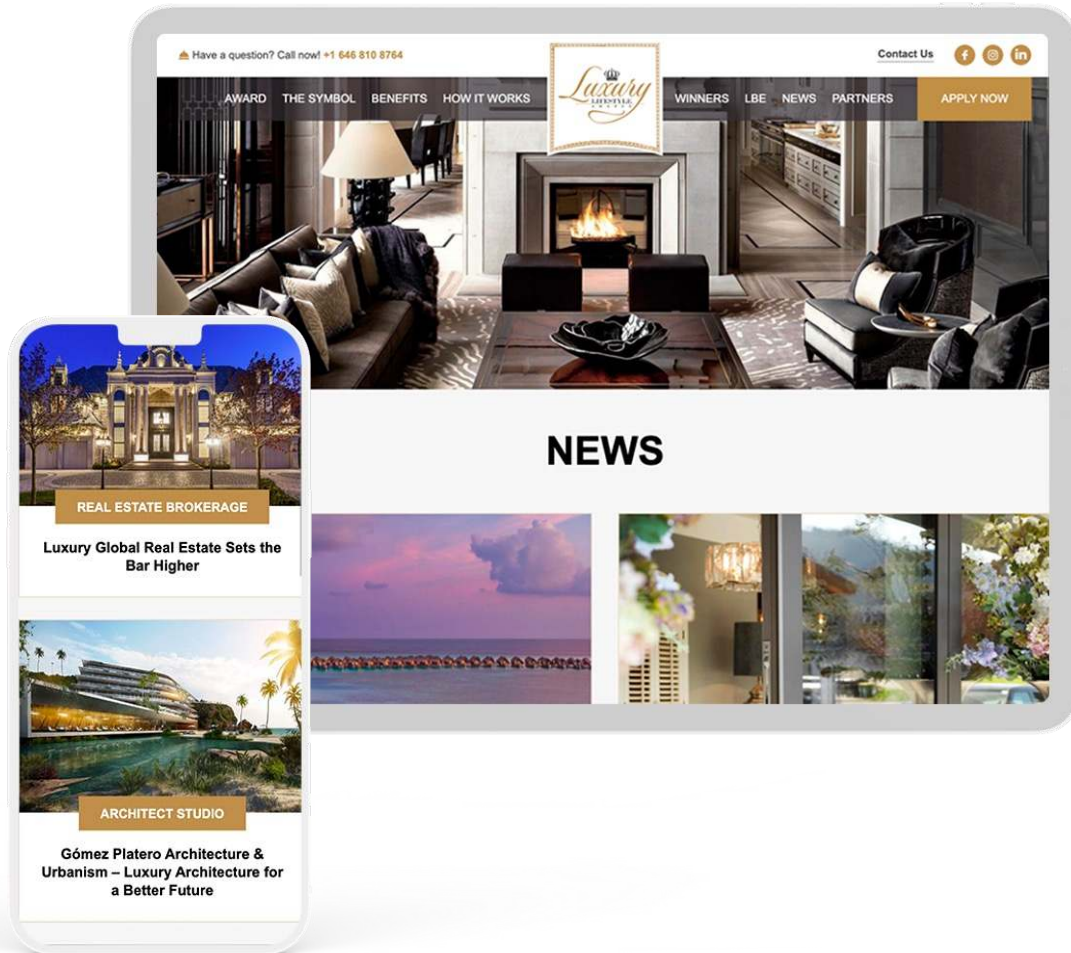 Have a question? Call now! +1 646 810 8764
Contact Us
AWARD THE SYMBOL BENEFITS HOW IT WORKS
Luxury
LIFESTYLE
AWARDS
WINNERS LBE NEWS PARTNERS
APPLY NOW
NEWS
REAL ESTATE BROKERAGE
Luxury Global Real Estate Sets the
Bar Higher
ARCHITECT STUDIO
Gómez Platero Architecture &
Urbanism – Luxury Architecture for
a Better Future